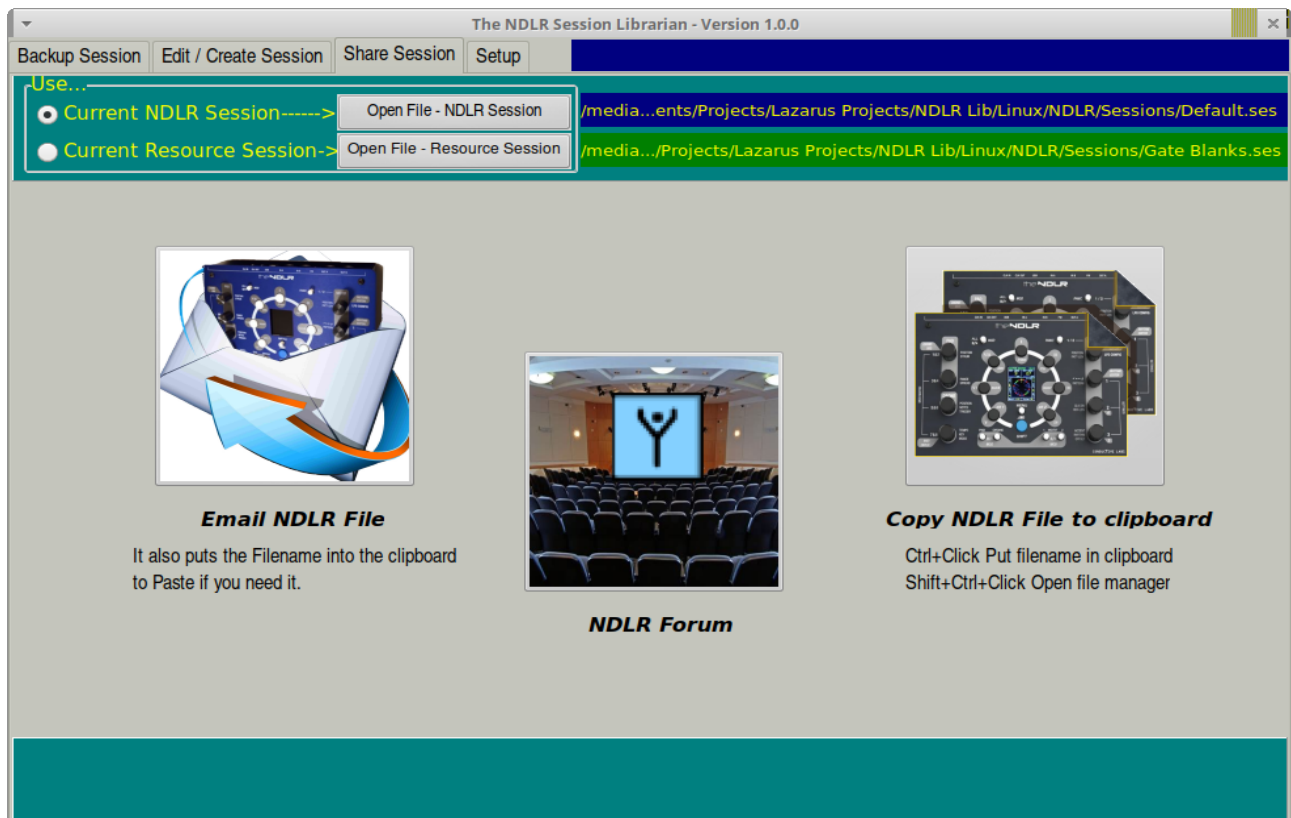 The NDLR Session Librarian - Version 1.0.0
Backup Session Edit / Create Session Share Session Setup
Use...
Current NDLR Session------> Open File - NDLR Session /media...ents/Projects/Lazarus Projects/NDLR Lib/Linux/NDLR/Sessions/Default.ses
Current Resource Session-> Open File - Resource Session /media.../Projects/Lazarus Projects/NDLR Lib/Linux/NDLR/Sessions/Gate Blanks.ses
Email NDLR File
It also puts the Filename into the clipboard
to Paste if you need it.
NDLR Forum
Copy NDLR File to clipboard
Ctrl+Click Put filename in clipboard
Shift+Ctrl+Click Open file manager